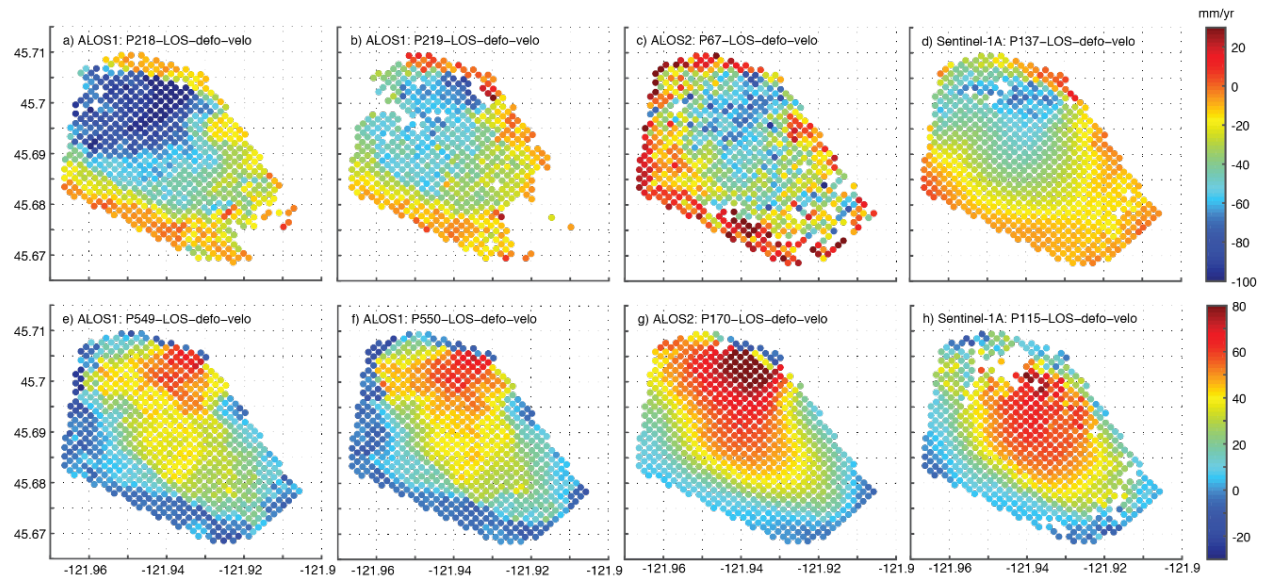 mm/yr
a) ALOS1: P218-LOS-defo-velo
b) ALOS1: P219-LOS-defo-velo
c) ALOS2: P67-LOS-defo-velo
d) Sentinel-1A: P137-LOS-defo-velo
45.71
45.7
45.69
45.68
45.67
20
0
-20
-40
-60
-80
-100
e) ALOS1: P549-LOS-defo-velo
f) ALOS1: P550-LOS-defo-velo
g) ALOS2: P170-LOS-defo-velo
h) Sentinel-1A: P115-LOS-defo-velo
45.71
45.7
45.69
45.68
45.67
80
60
40
20
0
-20
-121.96 -121.94 -121.92 -121.9
-121.96 -121.94 -121.92 -121.9
-121.96 -121.94 -121.92 -121.9
-121.96 -121.94 -121.92 -121.9